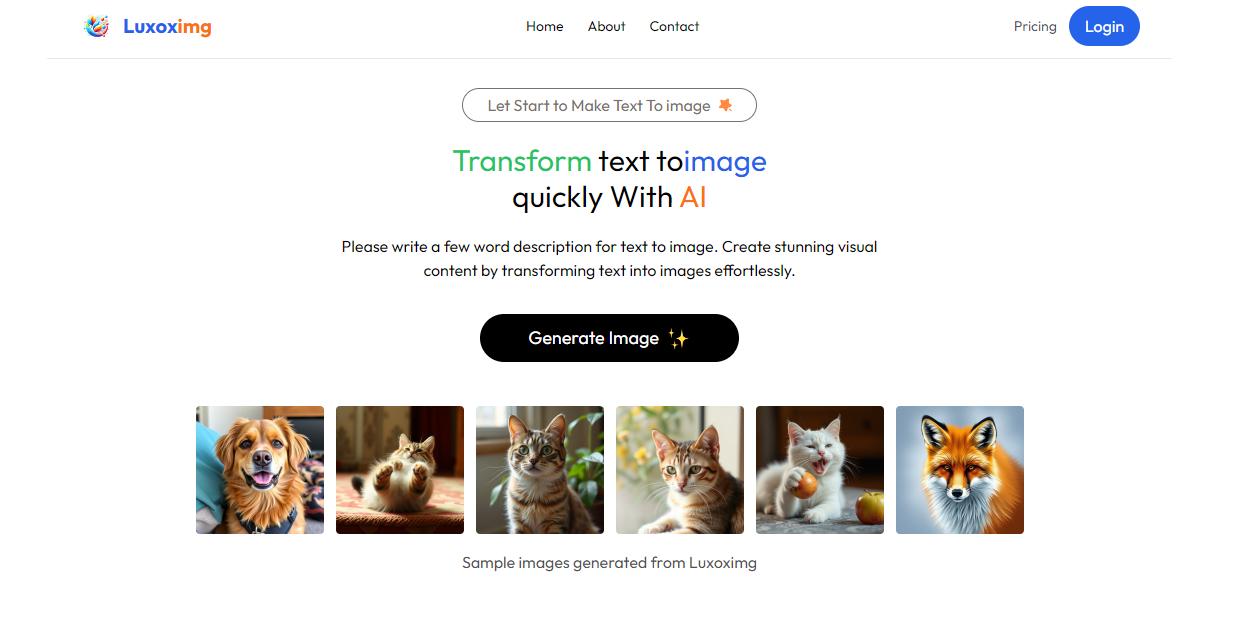 Luxoximg
Home About Contact
Pricing Login
Let Start to Make Text To image
Transform text toimage
quickly With AI
Please write a few word description for text to image. Create stunning visual
content by transforming text into images effortlessly.
Generate Image
Sample images generated from Luxoximg